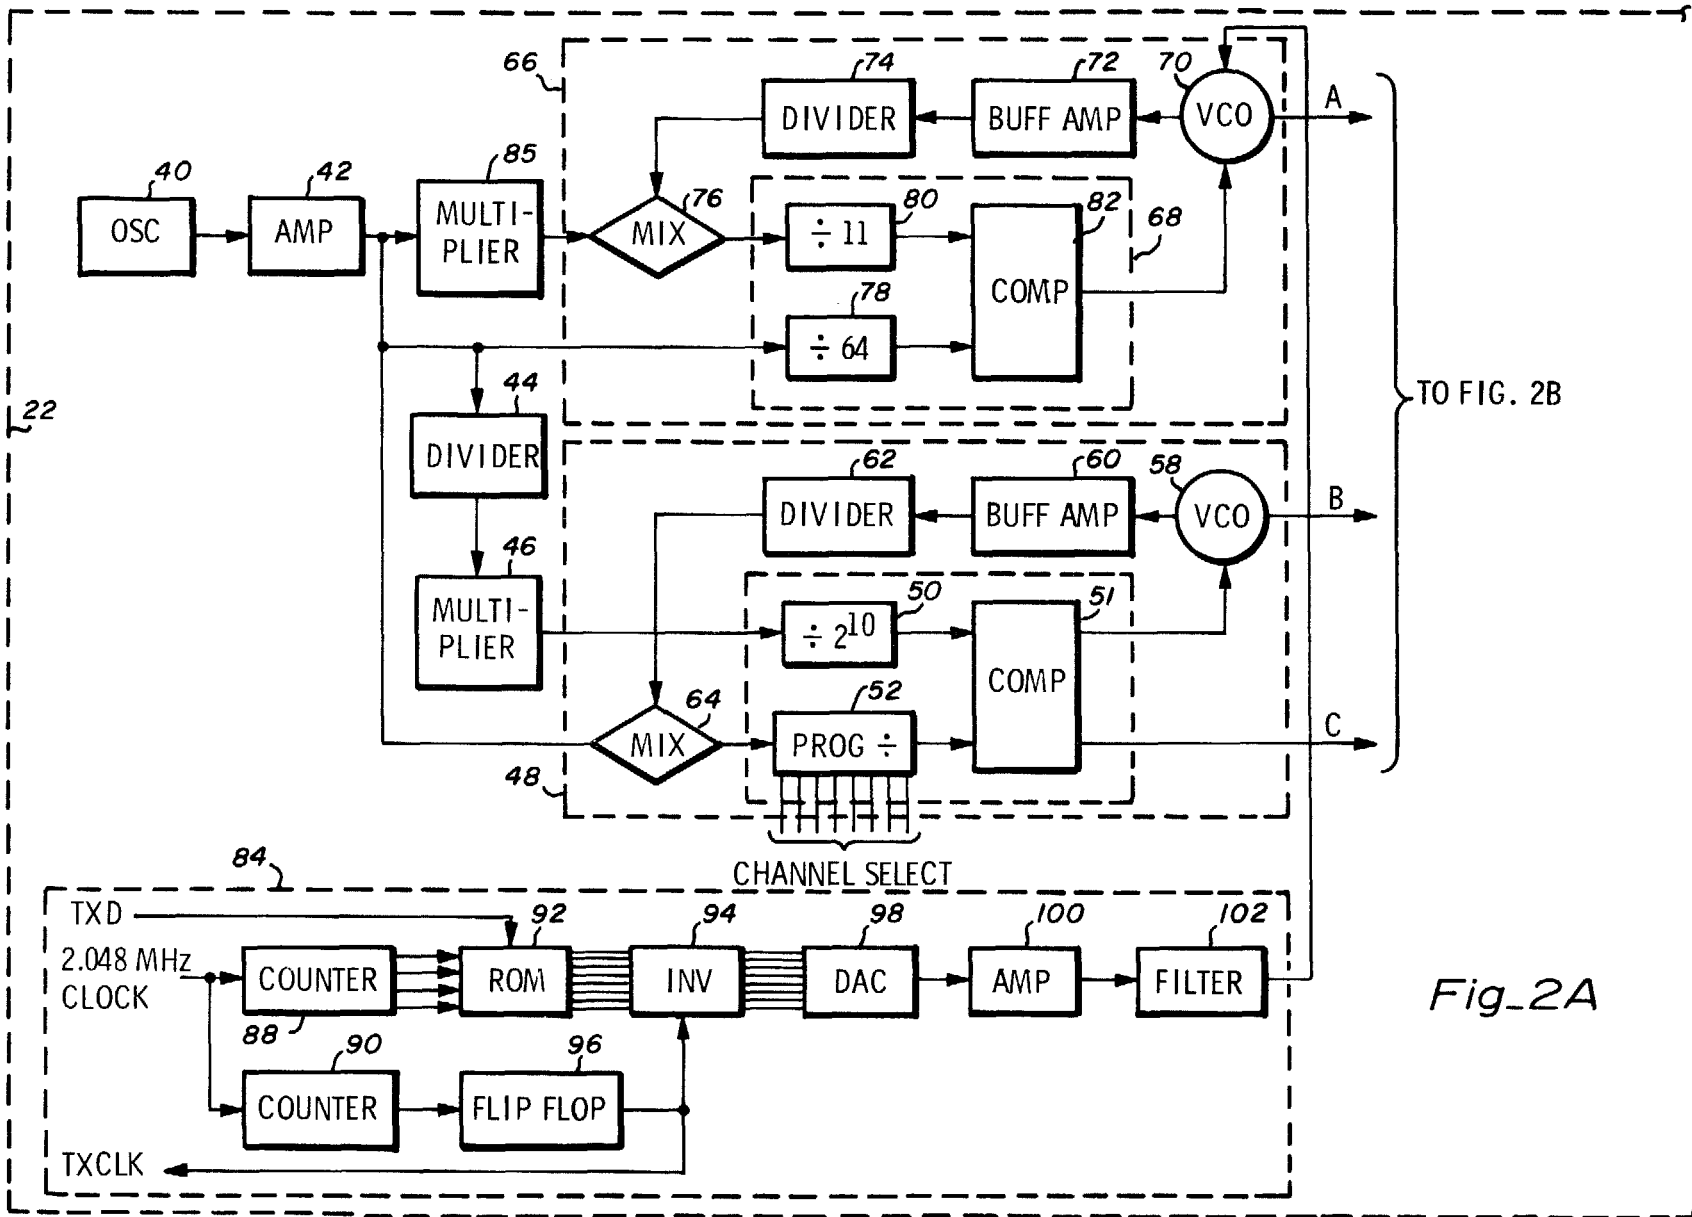 66
74
72
70
DIVIDER
BUFF AMP
VCO
A
40
42
85
OSC
AMP
MULTI-
PLIER
76
MIX
80
÷ 11
82
68
COMP
78
÷ 64
22
44
DIVIDER
TO FIG. 2B
62
60
58
DIVIDER
BUFF AMP
VCO
B
46
MULTI-
PLIER
50
÷ 2^10
51
COMP
64
MIX
52
PROG ÷
C
48
CHANNEL SELECT
84
TXD
92
94
98
100
102
2.048 MHz
CLOCK
COUNTER
ROM
INV
DAC
AMP
FILTER
88
90
96
COUNTER
FLIP FLOP
TXCLK
Fig_2A